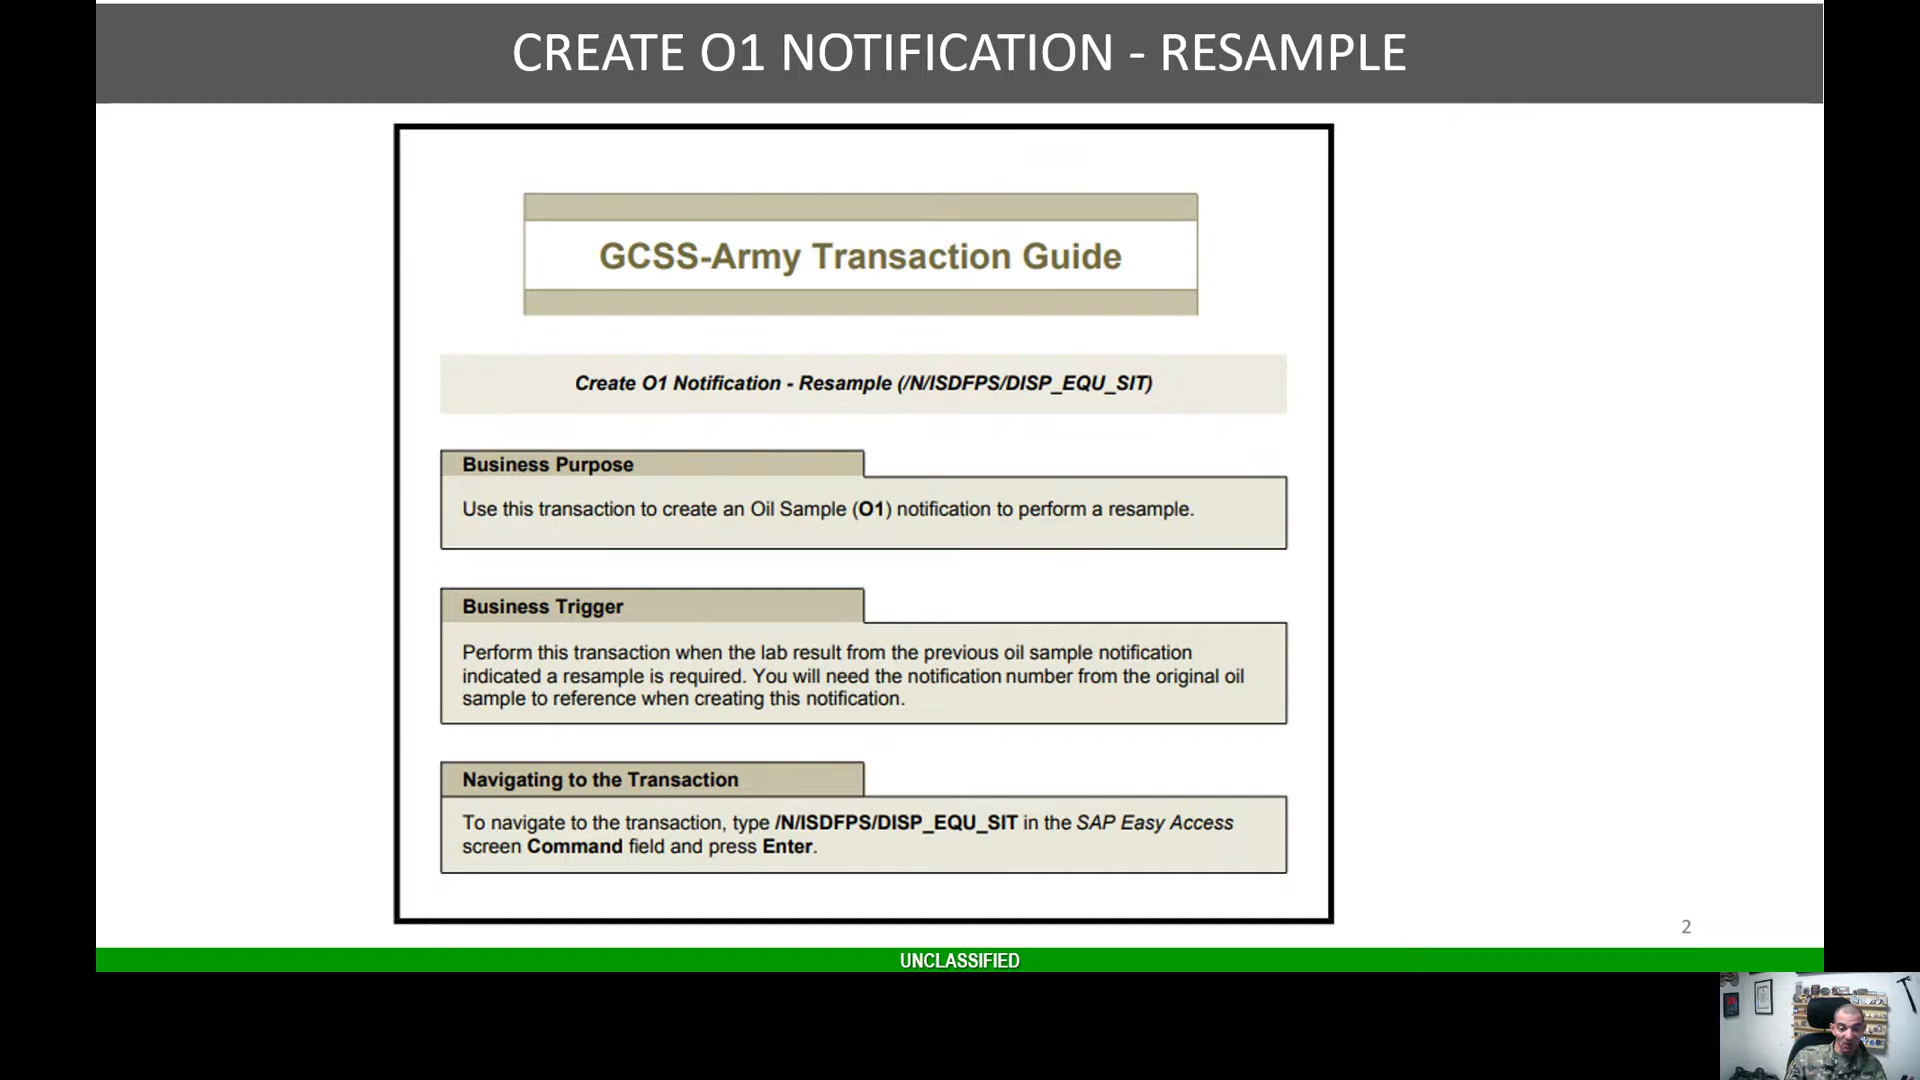 CREATE O1 NOTIFICATION - RESAMPLE
GCSS-Army Transaction Guide
Create O1 Notification - Resample (/N/ISDFPS/DISP_EQU_SIT)
Business Purpose
Use this transaction to create an Oil Sample (O1) notification to perform a resample.
Business Trigger
Perform this transaction when the lab result from the previous oil sample notification
indicated a resample is required. You will need the notification number from the original oil
sample to reference when creating this notification.
Navigating to the Transaction
To navigate to the transaction, type /N/ISDFPS/DISP_EQU_SIT in the SAP Easy Access
screen Command field and press Enter.
2
UNCLASSIFIED